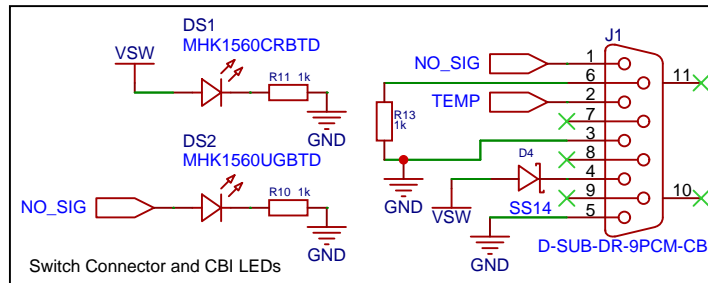 DS1
MHK1560CRBTD
VSW
R11 1k
GND
DS2
MHK1560UGBTD
NO_SIG
R10 1k
GND
Switch Connector and CBI LEDs
J1
NO_SIG
1
6
11
TEMP
2
R13
1k
7
3
8
D4
4
GND
VSW
SS14
9
10
5
GND
D-SUB-DR-9PCM-CB